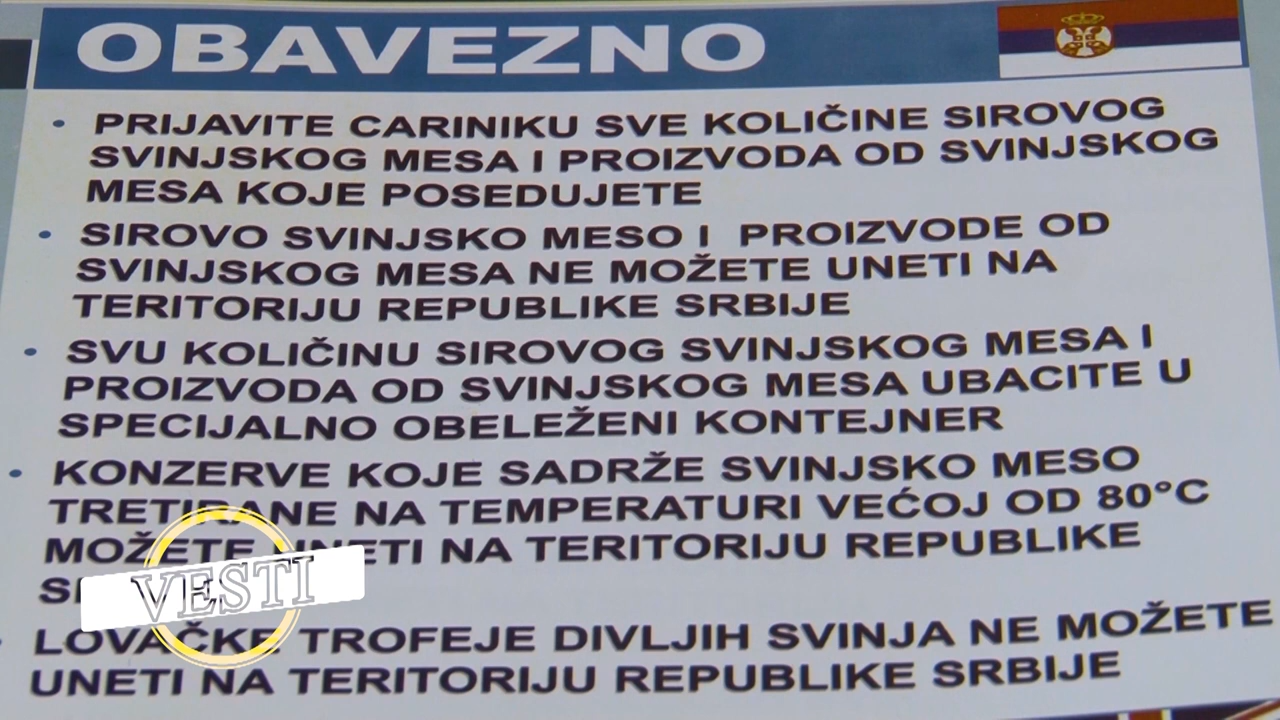 OBAVEZNO
• PRIJAVITE CARINIKU SVE KOLIČINE SIROVOG
SVINJSKOG MESA I PROIZVODA OD SVINJSKOG
MESA KOJE POSEDUJETE
• SIROVO SVINJSKO MESO I PROIZVODE OD
SVINJSKOG MESA NE MOŽETE UNETI NA
TERITORIJU REPUBLIKE SRBIJE
• SVU KOLIČINU SIROVOG SVINJSKOG MESA I
PROIZVODA OD SVINJSKOG MESA UBACITE U
SPECIJALNO OBELEŽENI KONTEJNER
• KONZERVE KOJE SADRŽE SVINJSKO MESO
TRETIRANE NA TEMPERATURI VEĆOJ OD 80°C
MOŽETE UNETI NA TERITORIJU REPUBLIKE
VESTI
• LOVAČKE TROFEJE DIVLJIH SVINJA NE MOŽETE
UNETI NA TERITORIJU REPUBLIKE SRBIJE